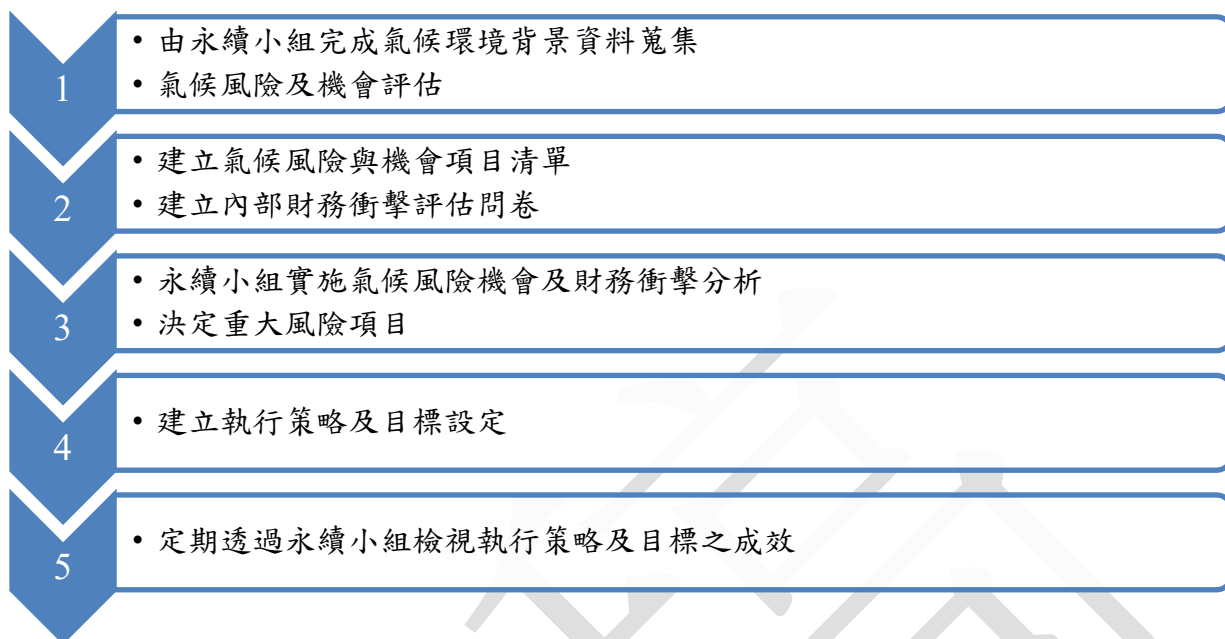 1
• 由永續小組完成氣候環境背景資料蒐集
• 氣候風險及機會評估
2
• 建立氣候風險與機會項目清單
• 建立內部財務衝擊評估問卷
3
• 永續小組實施氣候風險機會及財務衝擊分析
• 決定重大風險項目
4
• 建立執行策略及目標設定
5
• 定期透過永續小組檢視執行策略及目標之成效